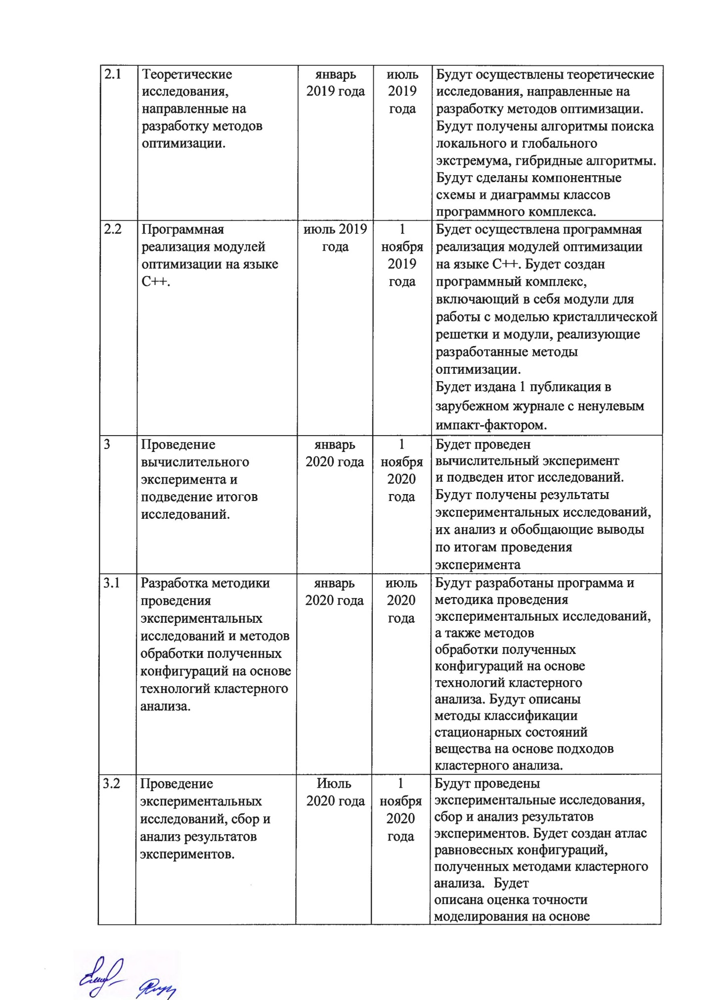 2.1
Теоретические
исследования,
направленные на
разработку методов
оптимизации.
январь
2019 года
июль
2019
года
Будут осуществлены теоретические
исследования, направленные на
разработку методов оптимизации.
Будут получены алгоритмы поиска
локального и глобального
экстремума, гибридные алгоритмы.
Будут сделаны компонентные
схемы и диаграммы классов
программного комплекса.
2.2
Программная
реализация модулей
оптимизации на языке
С++.
июль 2019
года
1
ноября
2019
года
Будет осуществлена программная
реализация модулей оптимизации
на языке С++. Будет создан
программный комплекс,
включающий в себя модули для
работы с моделью кристаллической
решетки и модули, реализующие
разработанные методы
оптимизации.
Будет издана 1 публикация в
зарубежном журнале с ненулевым
импакт-фактором.
3
Проведение
вычислительного
эксперимента и
подведение итогов
исследований.
январь
2020 года
1
ноября
2020
года
Будет проведен
вычислительный эксперимент
и подведен итог исследований.
Будут получены результаты
экспериментальных исследований,
их анализ и обобщающие выводы
по итогам проведения
эксперимента
3.1
Разработка методики
проведения
экспериментальных
исследований и методов
обработки полученных
конфигураций на основе
технологий кластерного
анализа.
январь
2020 года
июль
2020
года
Будут разработаны программа и
методика проведения
экспериментальных исследований,
а также методов
обработки полученных
конфигураций на основе
технологий кластерного
анализа. Будут описаны
методы классификации
стационарных состояний
вещества на основе подходов
кластерного анализа.
3.2
Проведение
экспериментальных
исследований, сбор и
анализ результатов
экспериментов.
Июль
2020 года
1
ноября
2020
года
Будут проведены
экспериментальные исследования,
сбор и анализ результатов
экспериментов. Будет создан атлас
равновесных конфигураций,
полученных методами кластерного
анализа. Будет
описана оценка точности
моделирования на основе